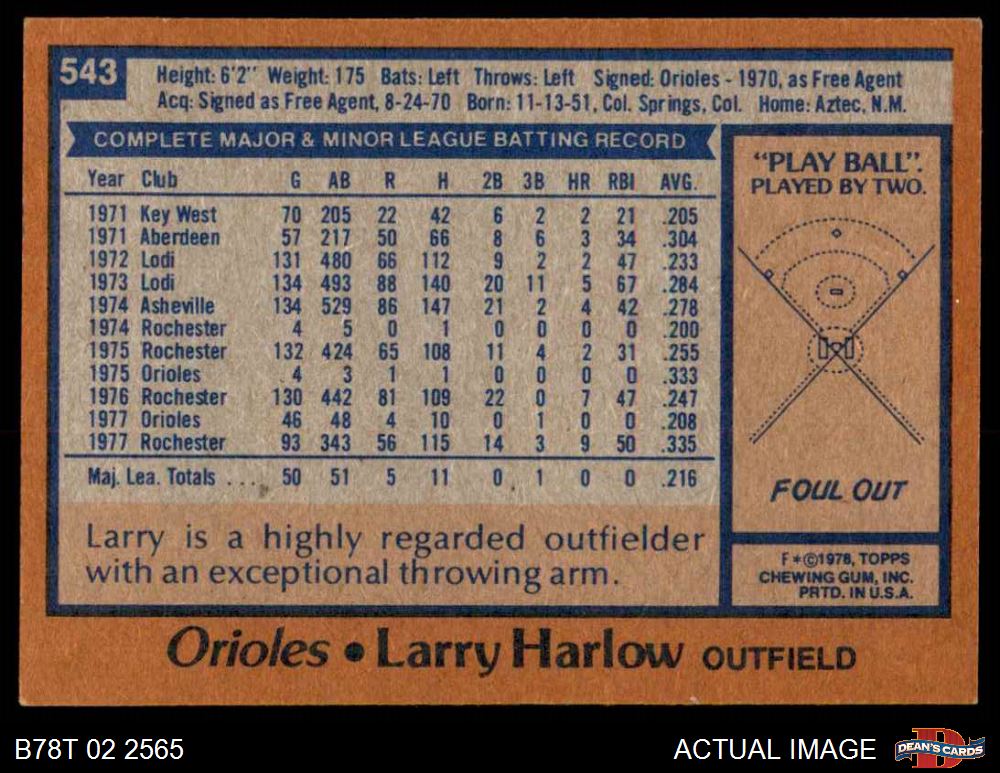 543
Height: 6'2" Weight: 175 Bats: Left Throws: Left Signed: Orioles - 1970, as Free Agent
Acq: Signed as Free Agent, 8-24-70 Born: 11-13-51, Col. Springs, Col. Home: Aztec, N.M.
COMPLETE MAJOR & MINOR LEAGUE BATTING RECORD
Year Club G AB R H 2B 3B HR RBI AVG.
1971 Key West 70 205 22 42 6 2 2 21 .205
1971 Aberdeen 57 217 50 66 8 6 3 34 .304
1972 Lodi 131 480 66 112 9 2 2 47 .233
1973 Lodi 134 493 88 140 20 11 5 67 .284
1974 Asheville 134 529 86 147 21 2 4 42 .278
1974 Rochester 4 5 0 1 0 0 0 0 .200
1975 Rochester 132 424 65 108 11 4 2 31 .255
1975 Orioles 4 3 1 1 0 0 0 0 .333
1976 Rochester 130 442 81 109 22 0 7 47 .247
1977 Orioles 46 48 4 10 0 1 0 0 .208
1977 Rochester 93 343 56 115 14 3 9 50 .335
Maj. Lea. Totals .... 50 51 5 11 0 1 0 0 .216
Larry is a highly regarded outfielder
with an exceptional throwing arm.
"PLAY BALL".
PLAYED BY TWO.
FOUL OUT
F*©1978, TOPPS
CHEWING GUM, INC.
PRTD. IN U.S.A.
Orioles • Larry Harlow OUTFIELD
B78T 02 2565
ACTUAL IMAGE
D
DEAN'S CARDS